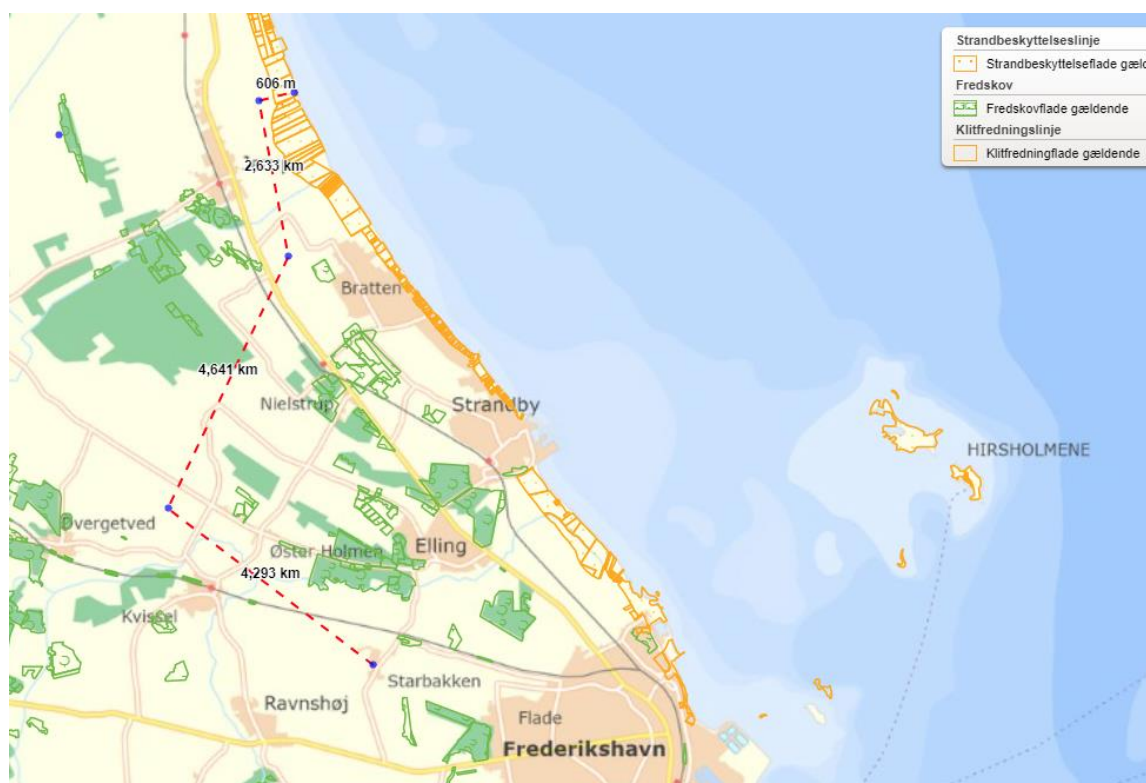 Strandbeskyttelseslinje
Strandbeskyttelseflade gæld
Fredskov
Fredskovflade gældende
Klitfredningslinje
Klitfredningflade gældende
606 m
2,633 km
Bratten
4,641 km
Nielstrup
Strandby
HIRSHOLMENE
Dvergetved
Øster Holmen
Elling
4,293 km
Kvissel
Starbakken
Ravnshøj
Flade
Frederikshavn